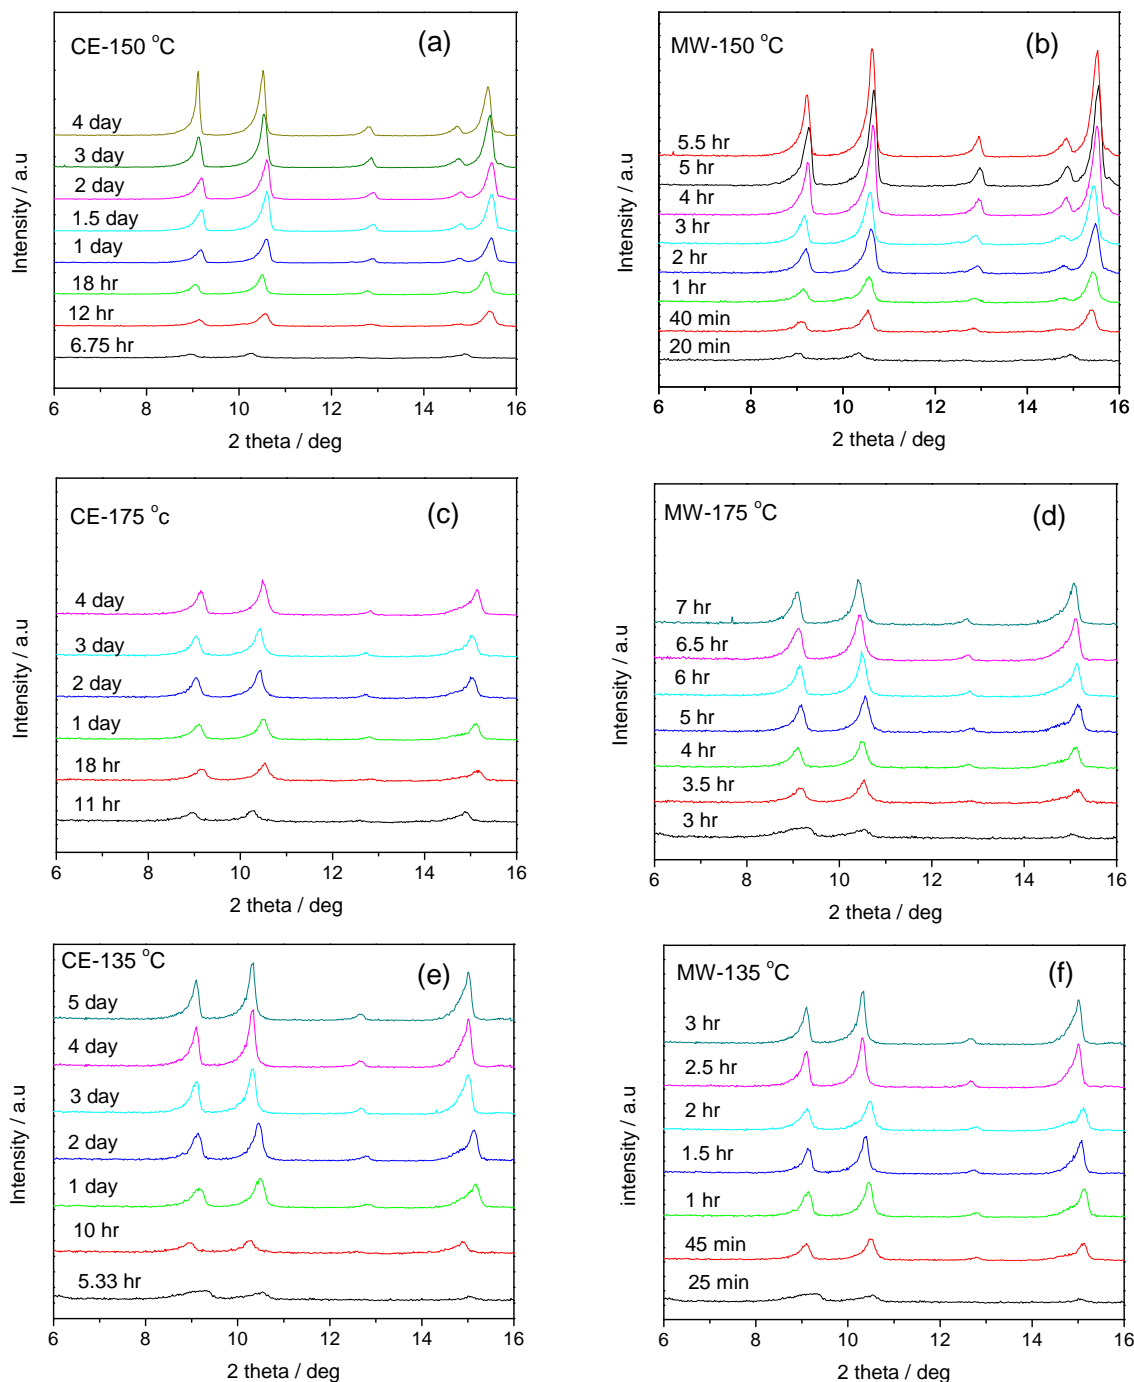 CE-150 °C
(a)
4 day
3 day
2 day
1.5 day
1 day
18 hr
12 hr
6.75 hr
Intensity / a.u
6 8 10 12 14 16
2 theta / deg
MW-150 °C
(b)
5.5 hr
5 hr
4 hr
3 hr
2 hr
1 hr
40 min
20 min
Intensity / a.u
6 8 10 12 14 16
2 theta / deg
CE-175 °c
(c)
4 day
3 day
2 day
1 day
18 hr
11 hr
Intensity / a.u
6 8 10 12 14 16
2 theta / deg
MW-175 °C
(d)
7 hr
6.5 hr
6 hr
5 hr
4 hr
3.5 hr
3 hr
Intensity / a.u
6 8 10 12 14 16
2 theta / deg
CE-135 °C
(e)
5 day
4 day
3 day
2 day
1 day
10 hr
5.33 hr
Intensity / a.u
6 8 10 12 14 16
2 theta / deg
MW-135 °C
(f)
3 hr
2.5 hr
2 hr
1.5 hr
1 hr
45 min
25 min
intensity / a.u
6 8 10 12 14 16
2 theta / deg